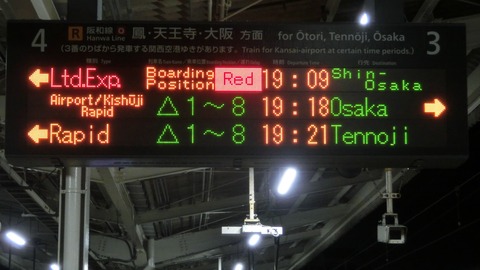 4 R 阪和線 Hanwa Line 鳳・天王寺・大阪 方面 for Ōtori, Tennōji, Ōsaka 3
(3番のりばから発車する関西空港ゆきがあります。Train for Kansai-airport at certain time periods.)
Ltd.Exp. Boarding Position Red 19:09 Shin-Osaka
Airport/Kishūji Rapid △1～8 19:18 Osaka
Rapid △1～8 19:21 Tennoji